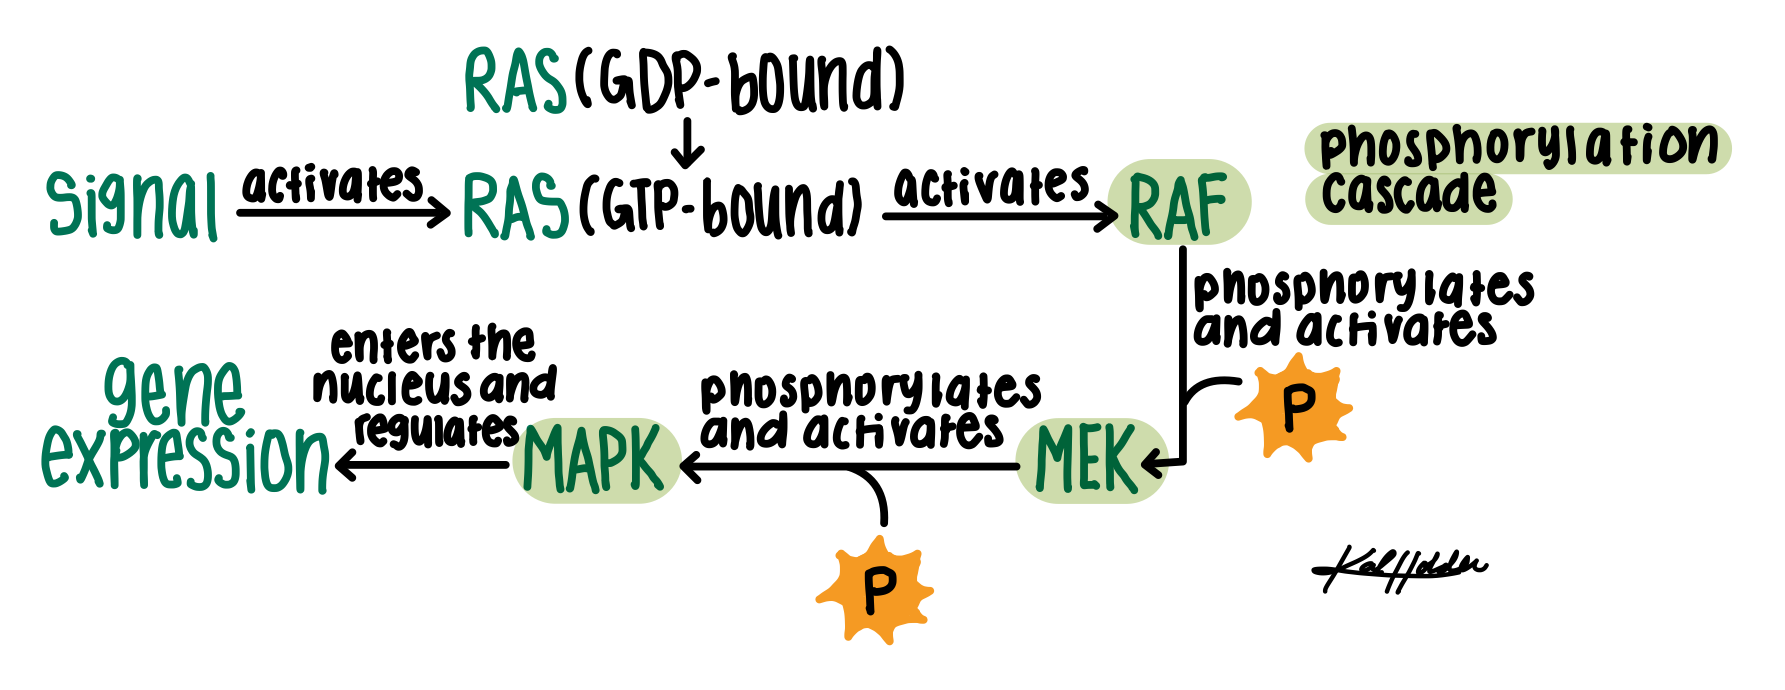 RAS (GDP-bound)
phosphorylation
cascade
signal
activates
RAS (GTP-bound)
activates
RAF
phosphorylates
and activates
P
enters the
nucleus and
regulates
gene
expression
MAPK
phosphorylates
and activates
MEK
P